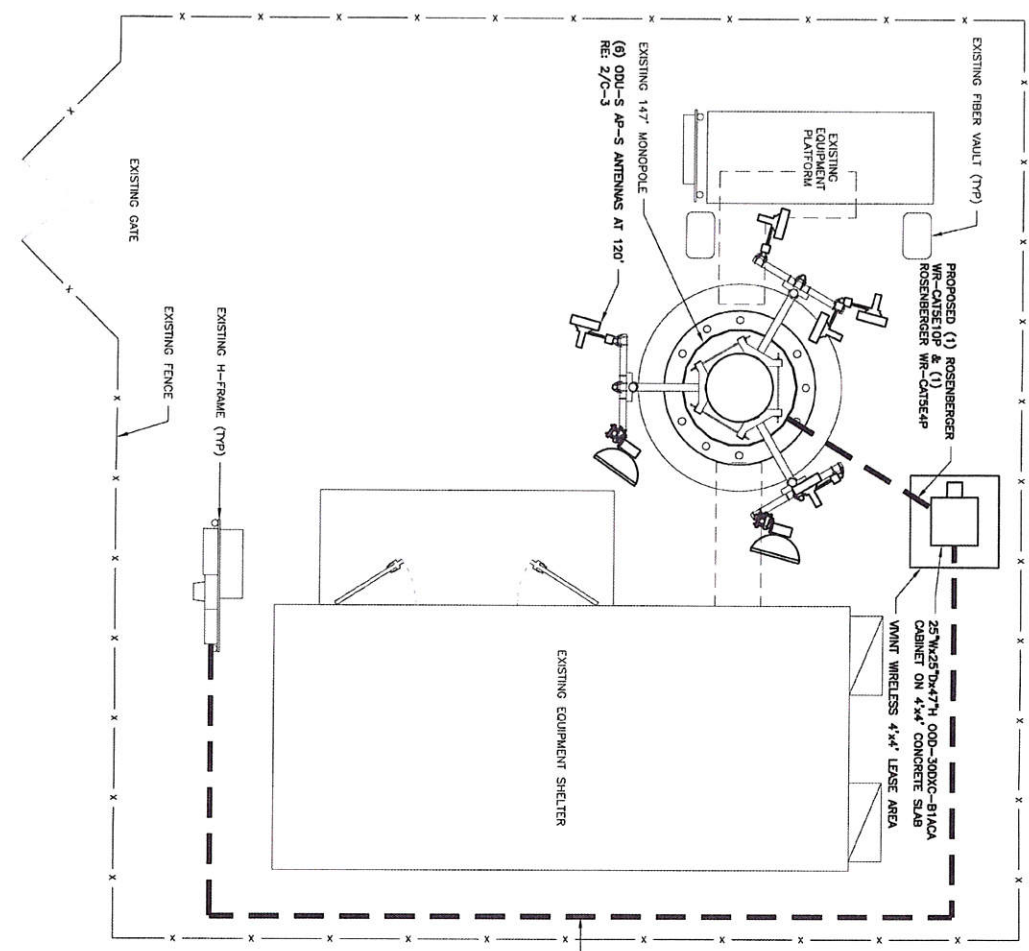 EXISTING FIBER VAULT (TYP)
EXISTING
EQUIPMENT
PLATFORM
EXISTING 147' MONOPOLE
(6) ODU-S AP-S ANTENNAS AT 120'
RE: 2/C-3
PROPOSED (1) ROSENBERGER
WR-CAT5E10P & (1)
ROSENBERGER WR-CAT5E4P
25"Wx25"Dx47"H OOD-30DXC-B1ACA
CABINET ON 4'x4' CONCRETE SLAB
VIVINT WIRELESS 4'x4' LEASE AREA
EXISTING GATE
EXISTING H-FRAME (TYP)
EXISTING FENCE
EXISTING EQUIPMENT SHELTER